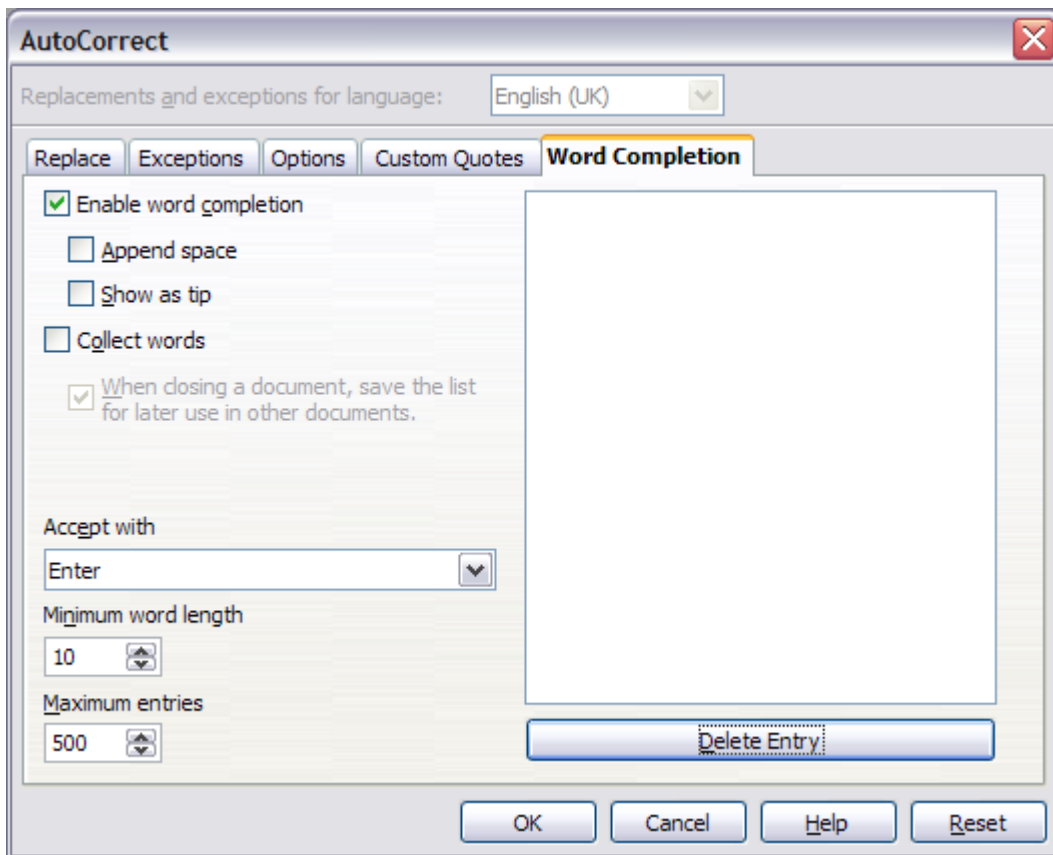 AutoCorrect
Replacements and exceptions for language: English (UK)
Replace Exceptions Options Custom Quotes Word Completion
Enable word completion
Append space
Show as tip
Collect words
When closing a document, save the list
for later use in other documents.
Accept with
Enter
Minimum word length
10
Maximum entries
500
Delete Entry
OK Cancel Help Reset